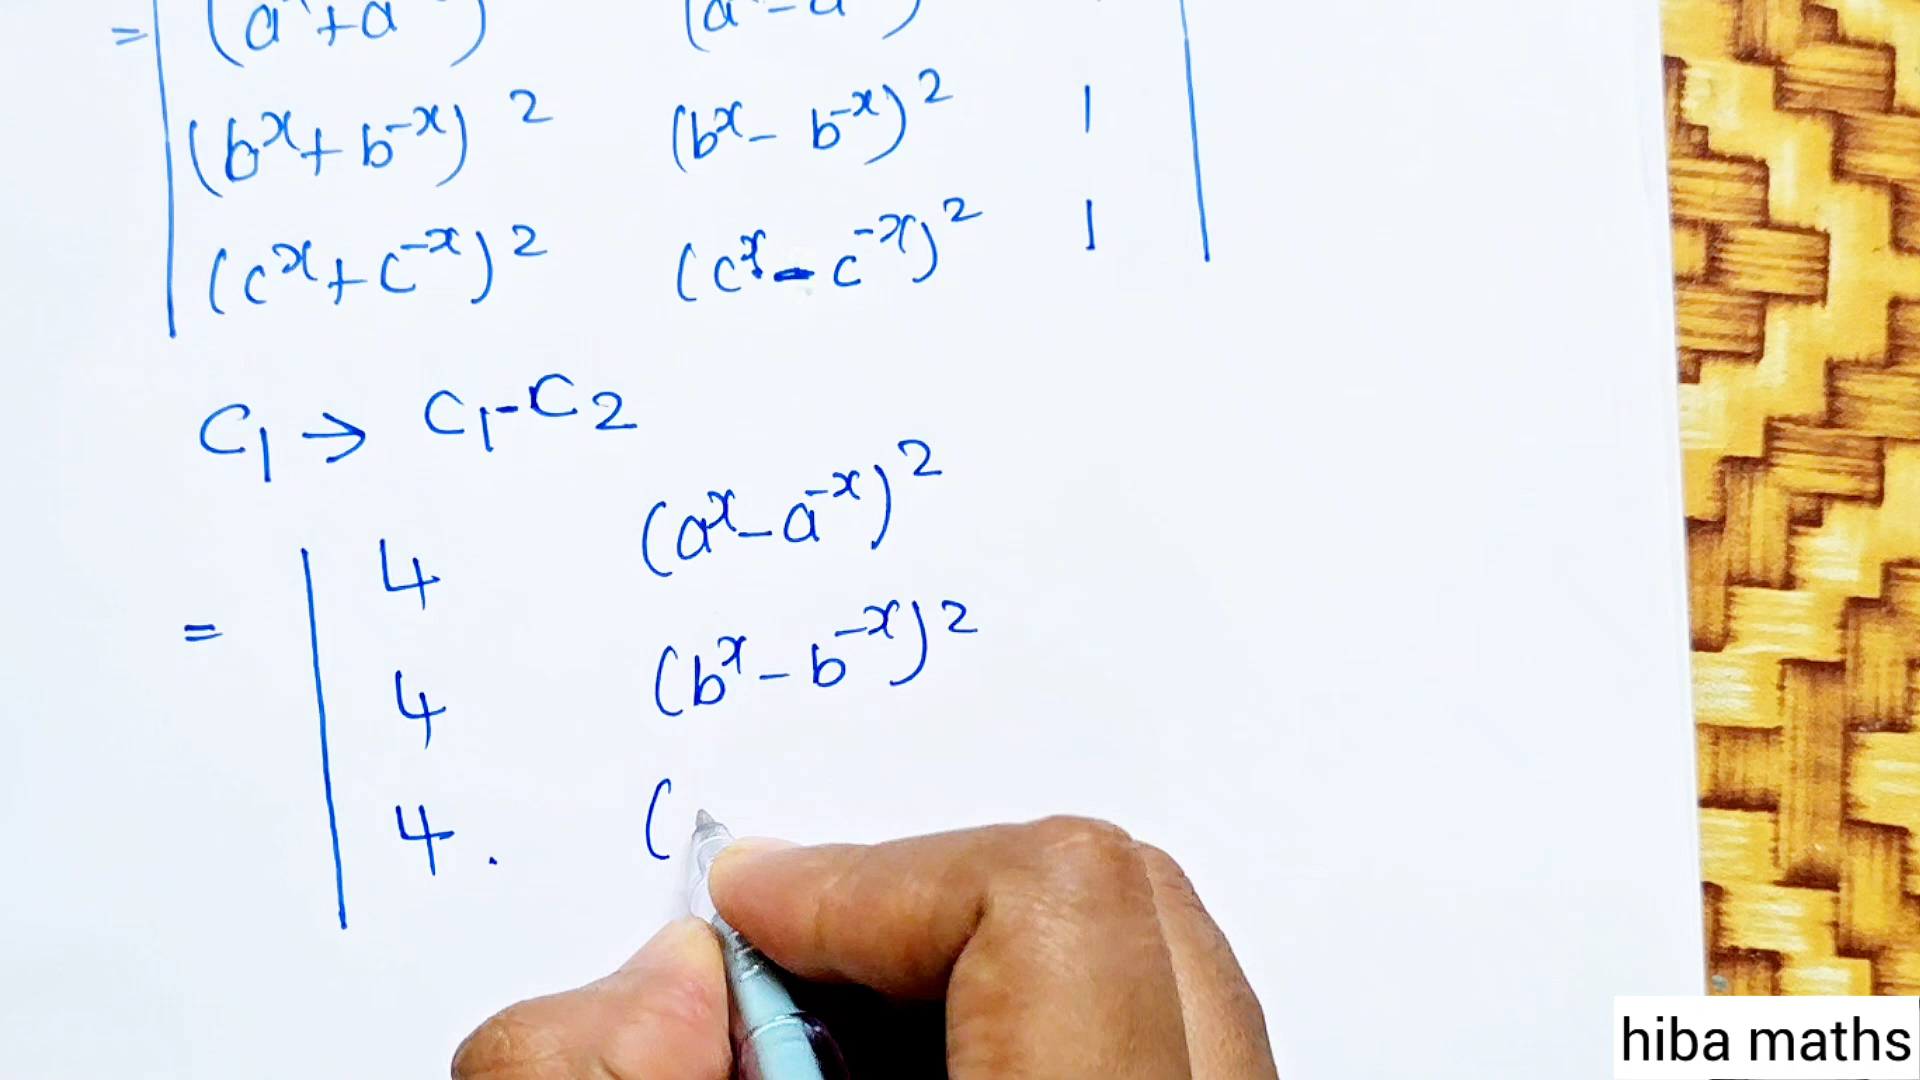 = | (a^x + a (a - a )
(b^x + b^-x)^2 (b^x - b^-x)^2 1
(c^x + c^-x)^2 (c^x - c^-x)^2 1 |
C1 → C1 - C2
4 (a^x - a^-x)^2
= | 4 (b^x - b^-x)^2
4 . (
hiba maths